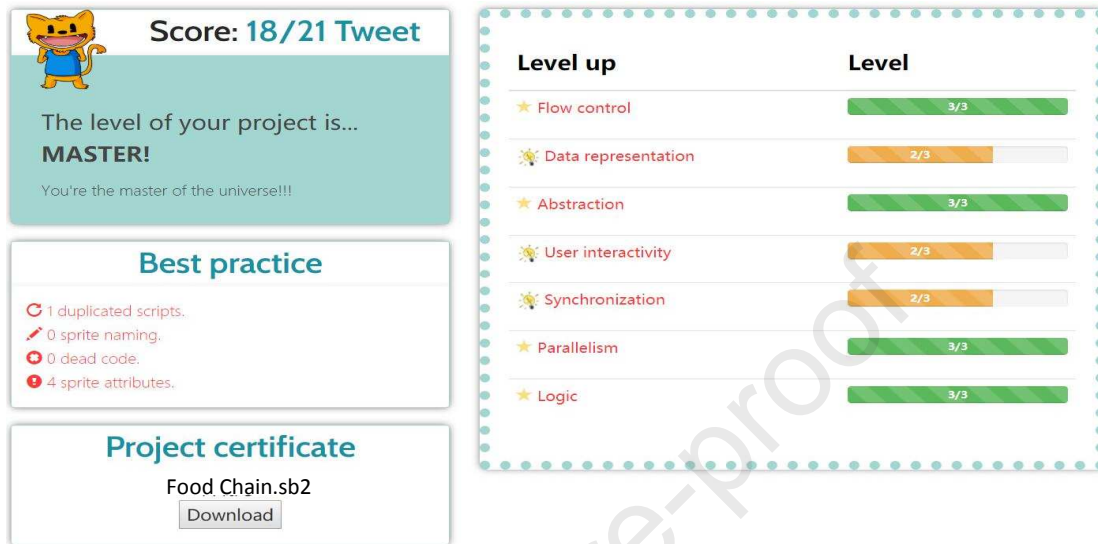 Score: 18/21 Tweet
The level of your project is...
MASTER!
You're the master of the universe!!!
Best practice
1 duplicated scripts.
0 sprite naming.
0 dead code.
4 sprite attributes.
Project certificate
Food Chain.sb2
Download
Level up Level
Flow control 3/3
Data representation 2/3
Abstraction 3/3
User interactivity 2/3
Synchronization 2/3
Parallelism 3/3
Logic 3/3
re-proof